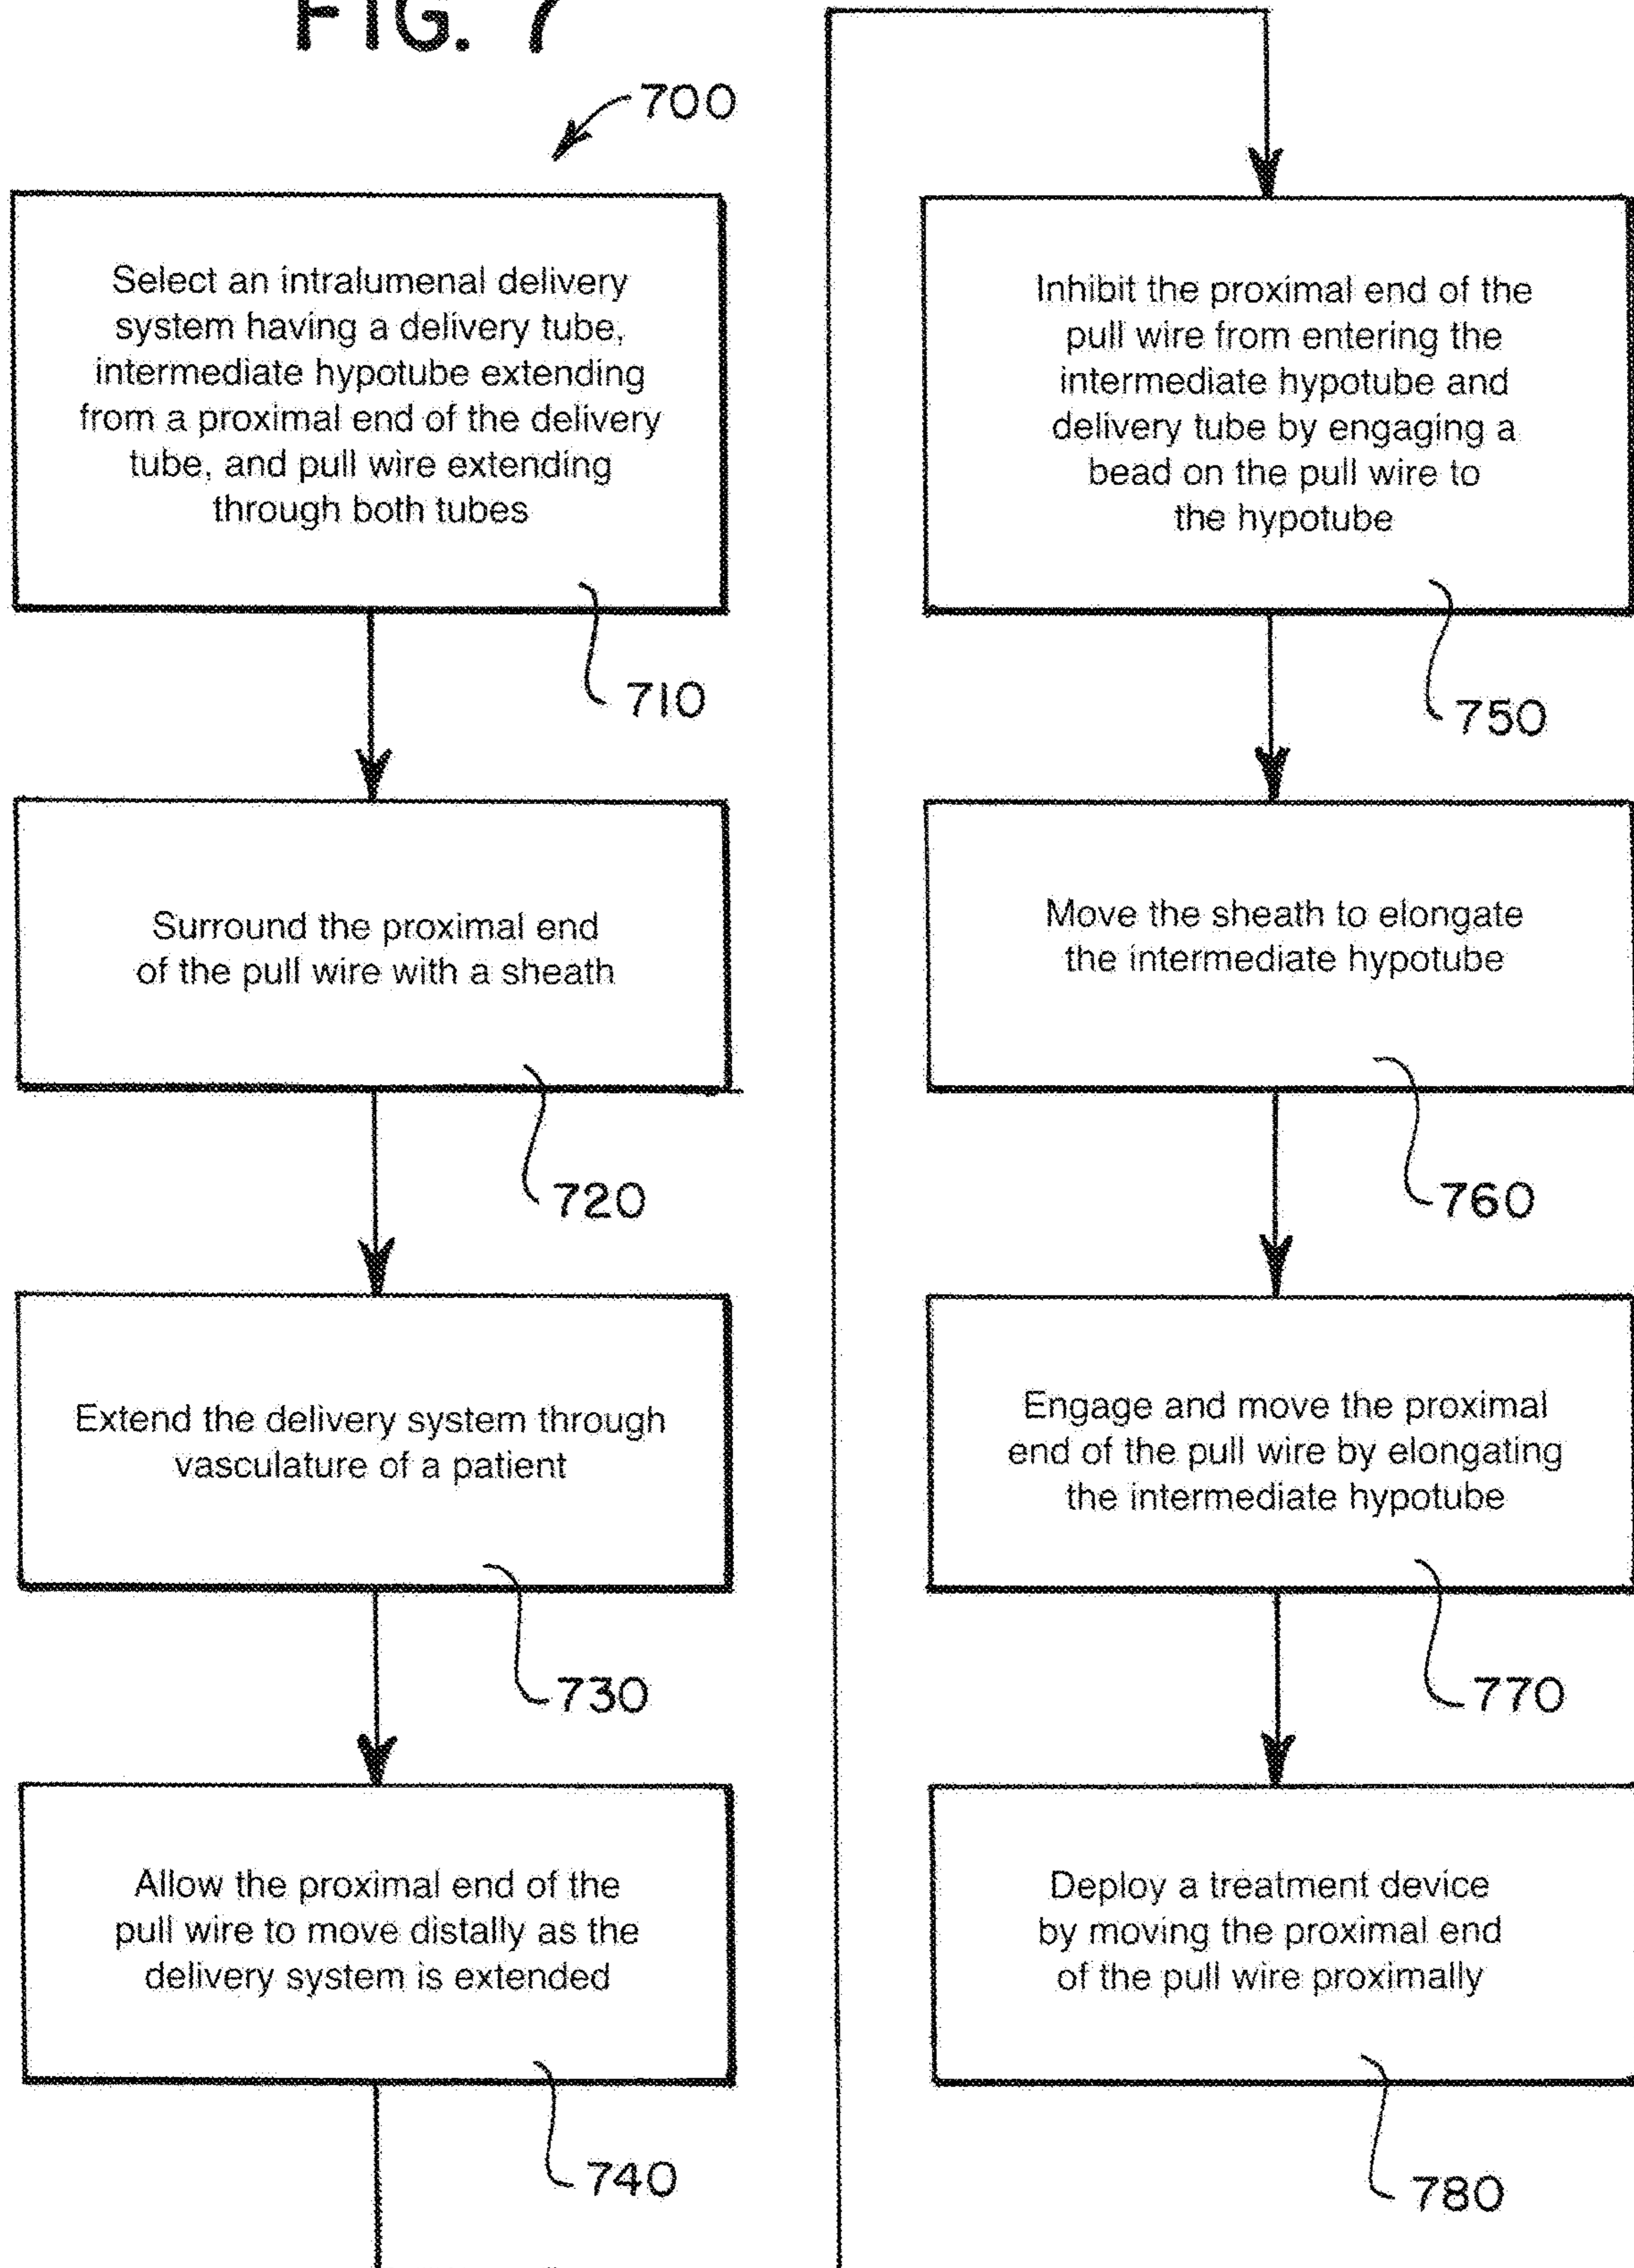 FIG. 7
700
Select an intralumenal delivery
system having a delivery tube,
intermediate hypotube extending
from a proximal end of the delivery
tube, and pull wire extending
through both tubes
710
Surround the proximal end
of the pull wire with a sheath
720
Extend the delivery system through
vasculature of a patient
730
Allow the proximal end of the
pull wire to move distally as the
delivery system is extended
740
Inhibit the proximal end of the
pull wire from entering the
intermediate hypotube and
delivery tube by engaging a
bead on the pull wire to
the hypotube
750
Move the sheath to elongate
the intermediate hypotube
760
Engage and move the proximal
end of the pull wire by elongating
the intermediate hypotube
770
Deploy a treatment device
by moving the proximal end
of the pull wire proximally
780